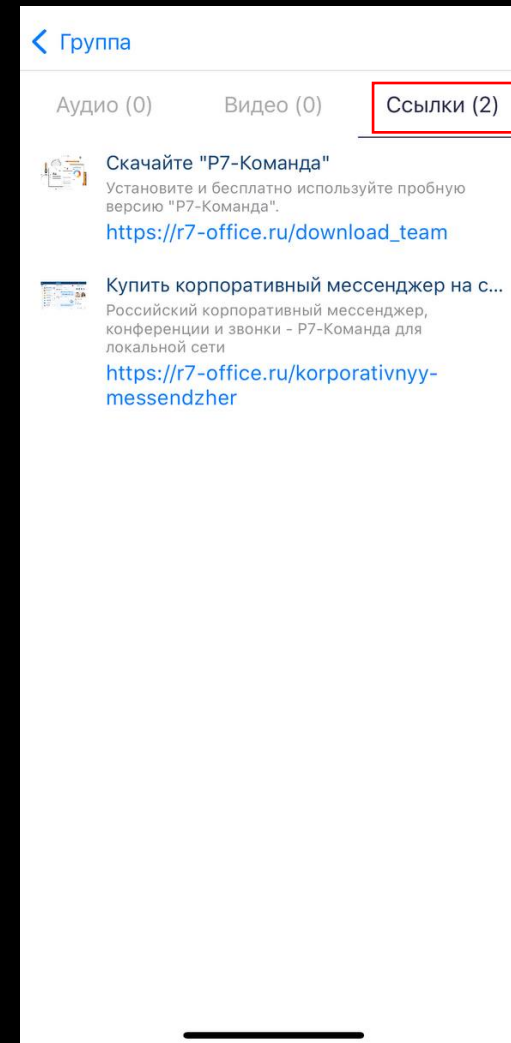 Группа
Аудио (0) Видео (0) Ссылки (2)
Скачайте "Р7-Команда"
Установите и бесплатно используйте пробную
версию "Р7-Команда".
https://r7-office.ru/download_team
Купить корпоративный мессенджер на с...
Российский корпоративный мессенджер,
конференции и звонки - Р7-Команда для
локальной сети
https://r7-office.ru/korporativnyy-
messendzher